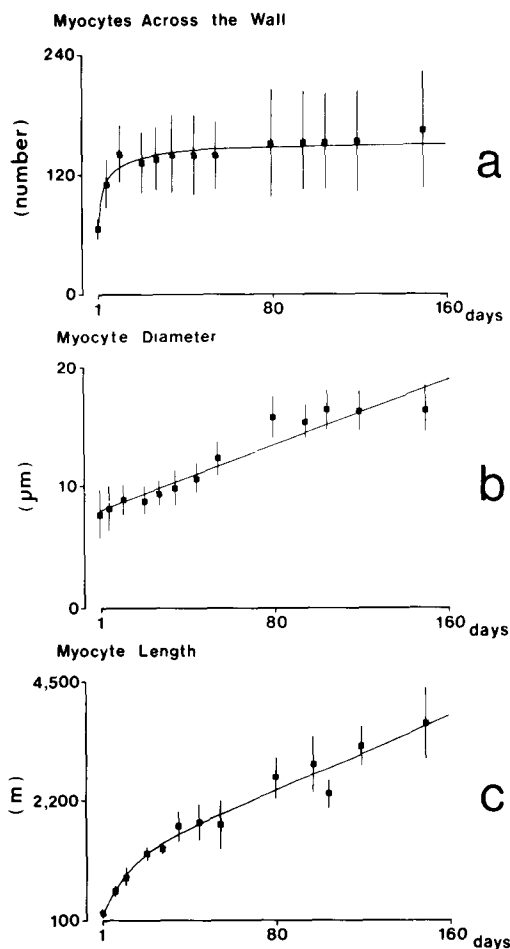 Myocytes Across the Wall
240
120
0
(number)
a
1 80 160 days
Myocyte Diameter
20
10
0
(µm)
b
1 80 160 days
Myocyte Length
4,500
2,200
100
(m)
c
1 80 160 days